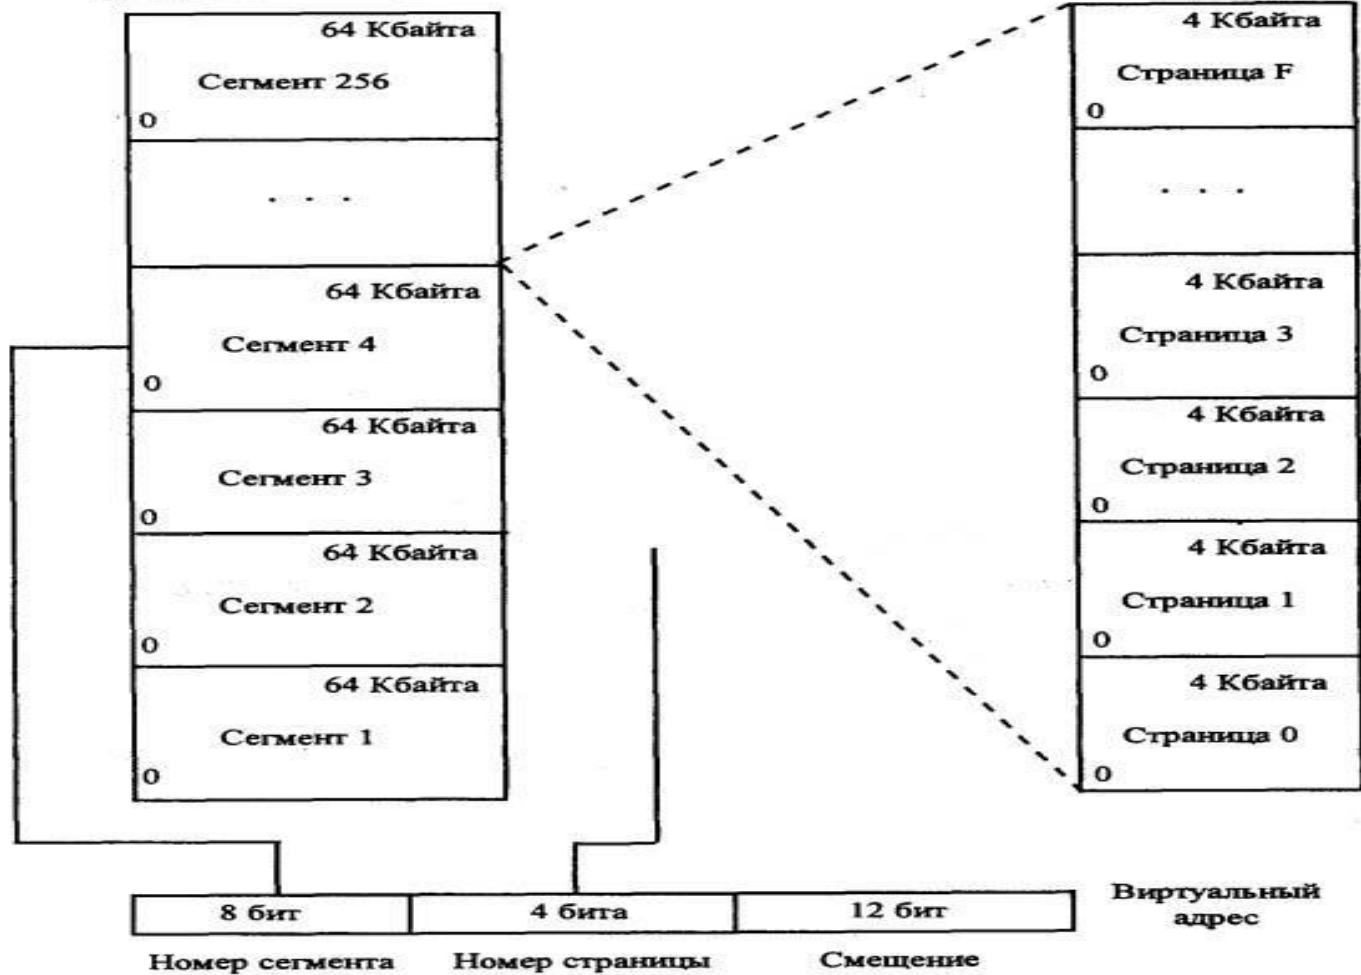 64 Кбайта
Сегмент 256
0
. . .
64 Кбайта
Сегмент 4
0
64 Кбайта
Сегмент 3
0
64 Кбайта
Сегмент 2
0
64 Кбайта
Сегмент 1
0
4 Кбайта
Страница F
0
. . .
4 Кбайта
Страница 3
0
4 Кбайта
Страница 2
0
4 Кбайта
Страница 1
0
4 Кбайта
Страница 0
0
8 бит
4 бита
12 бит
Виртуальный
адрес
Номер сегмента
Номер страницы
Смещение